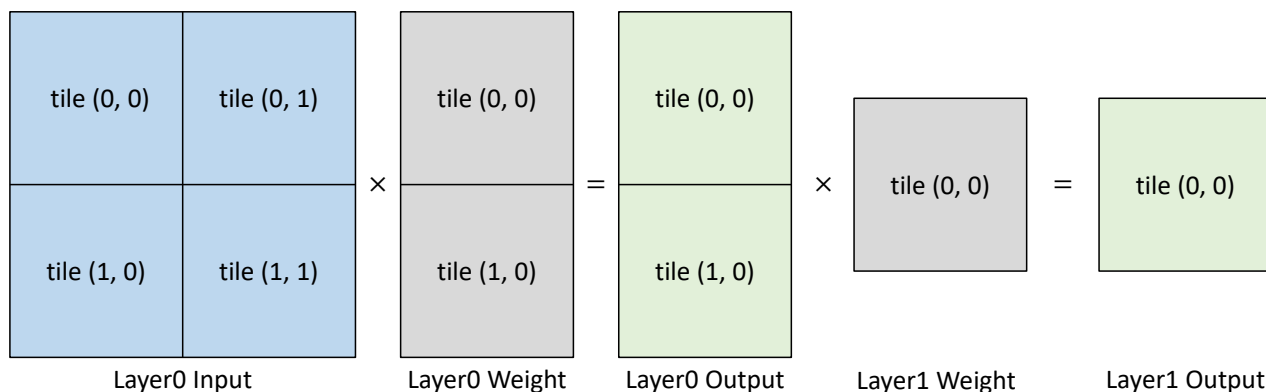 tile (0, 0) tile (0, 1) tile (0, 0) tile (0, 0)
× = × tile (0, 0) = tile (0, 0)
tile (1, 0) tile (1, 1) tile (1, 0) tile (1, 0)
Layer0 Input Layer0 Weight Layer0 Output Layer1 Weight Layer1 Output